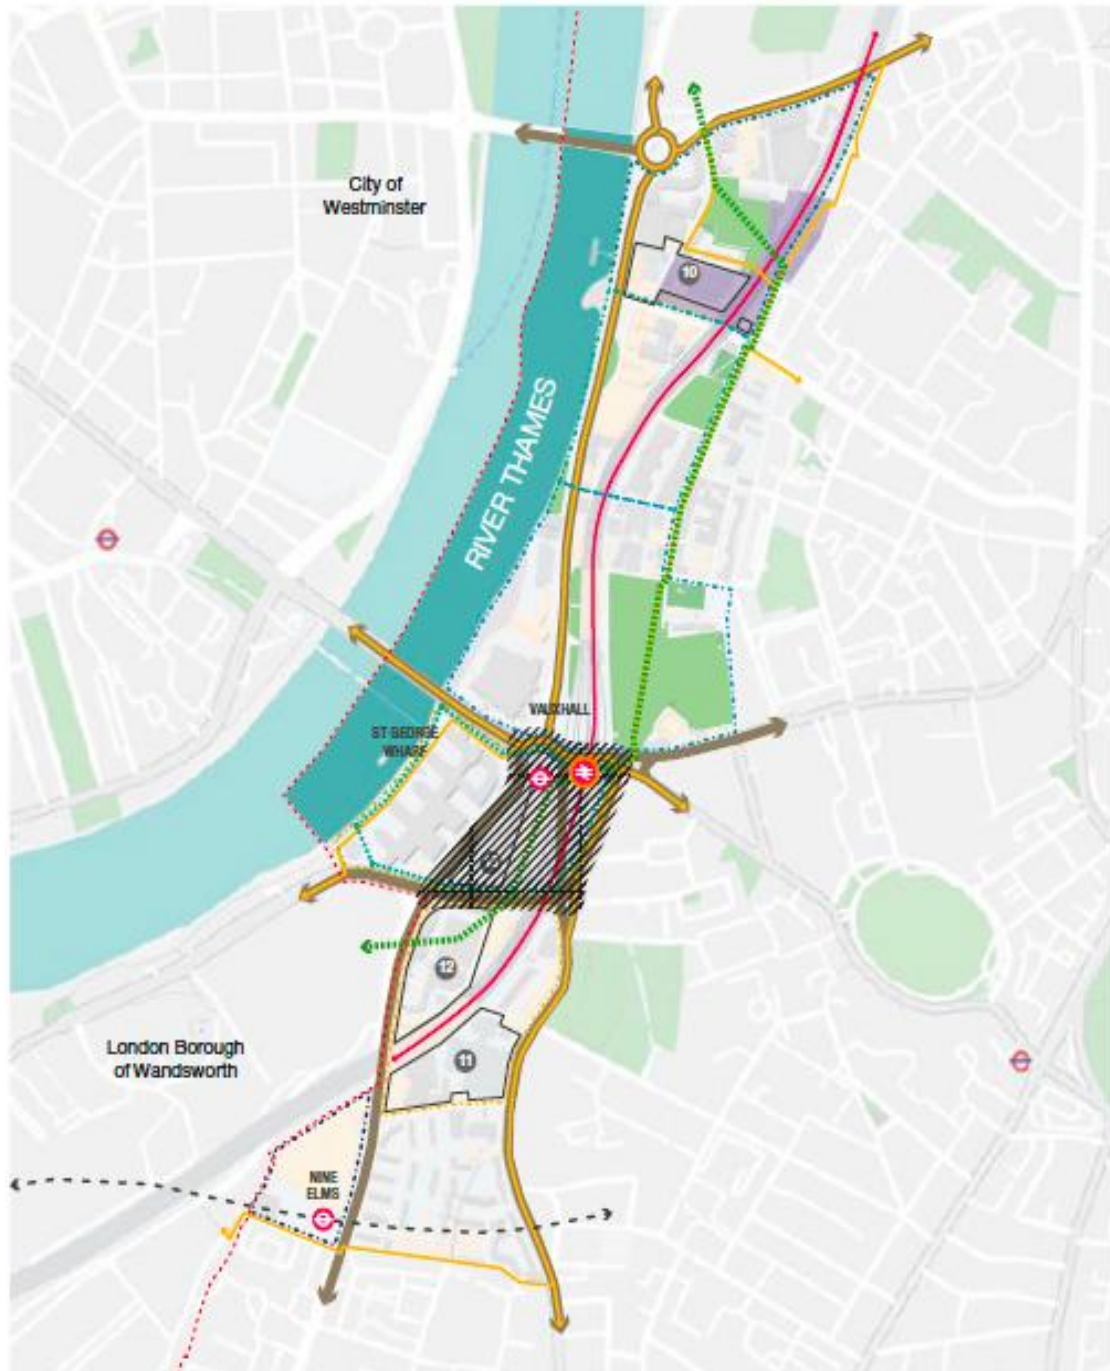 City of
Westminster
10
RIVER THAMES
VAUXHALL
ST GEORGE
WHARF
12
11
London Borough
of Wandsworth
NINE
ELMS